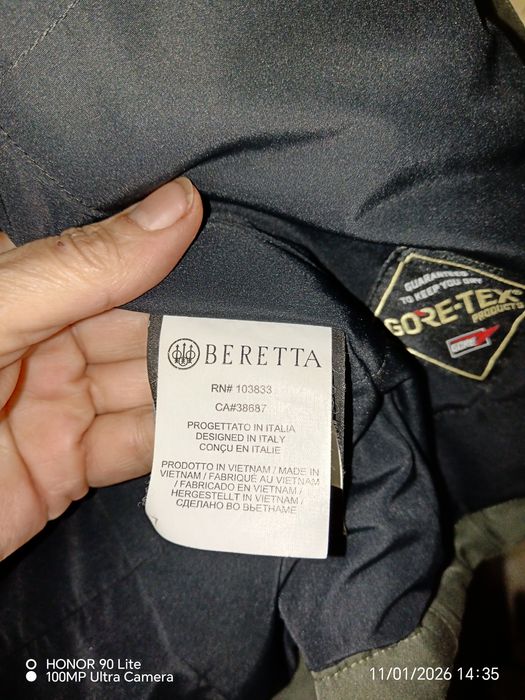 GUARANTEED
TO KEEP YOU DRY
GORE-TEX
PRODUCTS
GORE
BERETTA
RN# 103833
CA#38687
PROGETTATO IN ITALIA
DESIGNED IN ITALY
CONÇU EN ITALIE
PRODOTTO IN VIETNAM / MADE IN
VIETNAM / FABRIQUÉ AU VIETNAM
/ FABRICADO EN VIETNAM /
HERGESTELLT IN VIETNAM /
СДЕЛАНО ВО ВЬЕТНАМЕ
HONOR 90 Lite
100MP Ultra Camera
11/01/2026 14:35